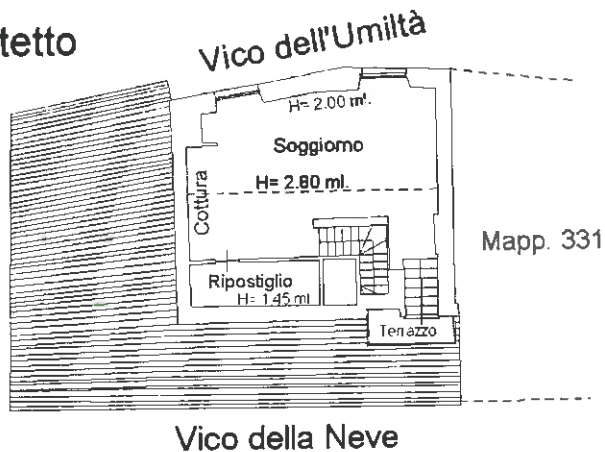 tetto
Vico dell'Umiltà
H= 2.00 ml.
Soggiorno
H= 2.80 ml.
Cottura
Mapp. 331
Ripostiglio
H= 1.45 ml
Terrazzo
Vico della Neve